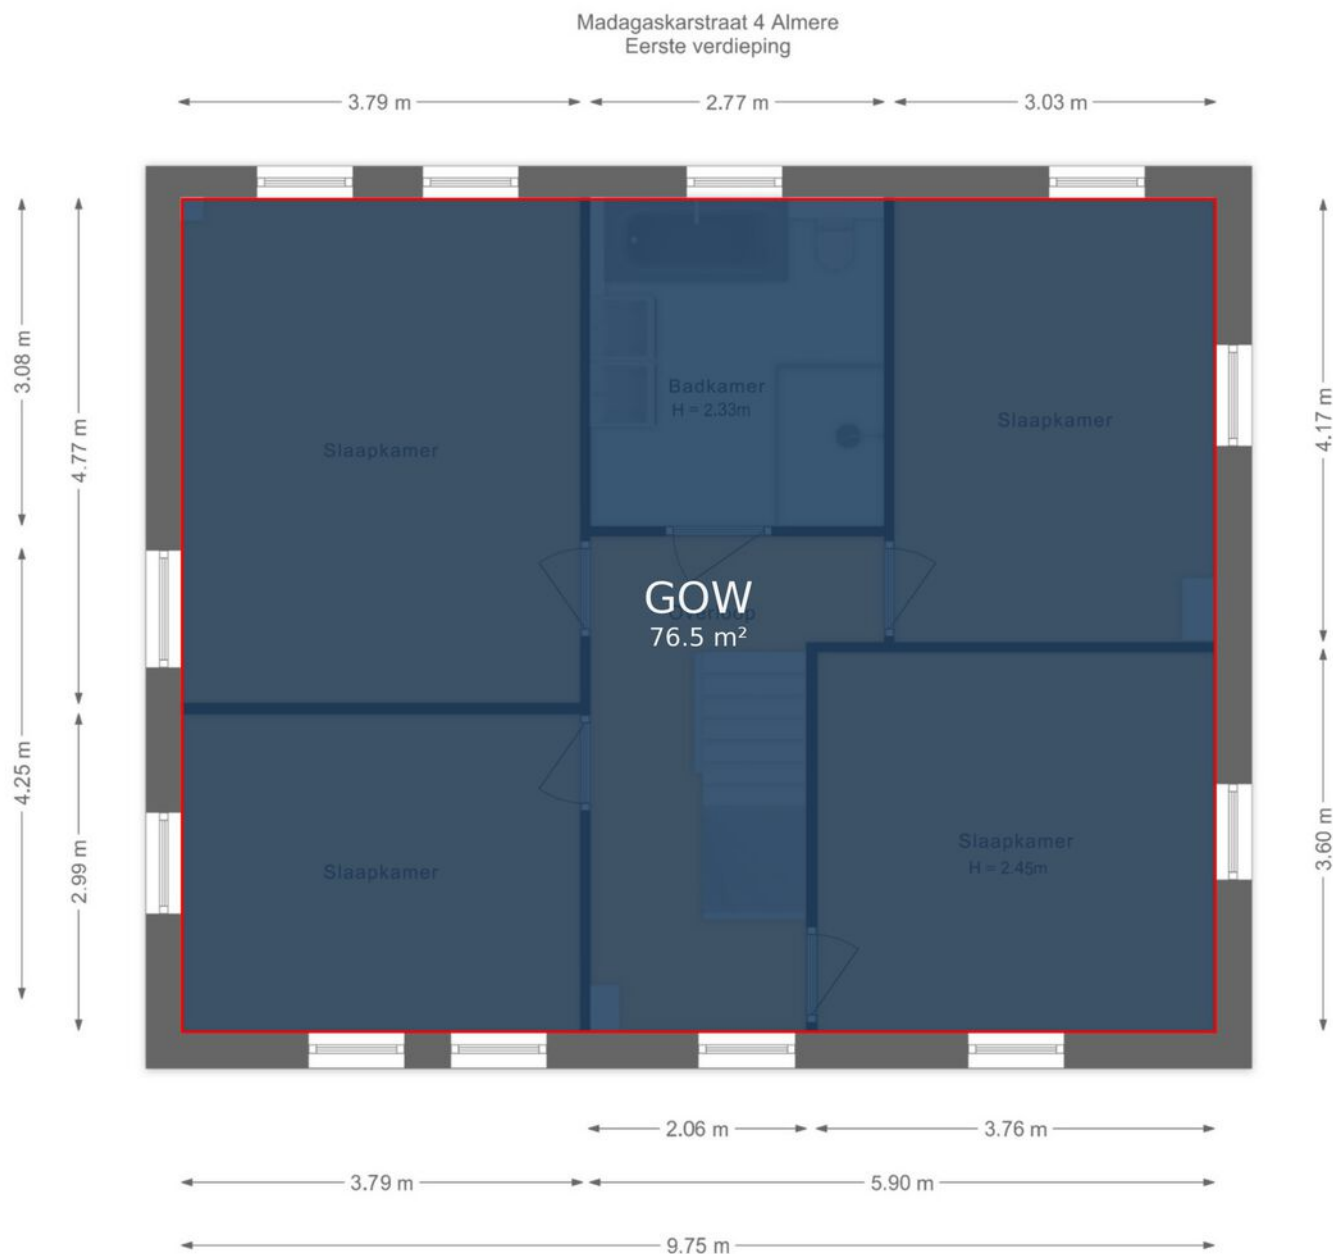 Madagaskarstraat 4 Almere
Eerste verdieping
3.79 m
2.77 m
3.03 m
3.08 m
4.77 m
4.17 m
Badkamer
H = 2.33m
Slaapkamer
Slaapkamer
GOW
Overloop
76.5 m²
4.25 m
2.99 m
3.60 m
Slaapkamer
Slaapkamer
H = 2.45m
2.06 m
3.76 m
3.79 m
5.90 m
9.75 m